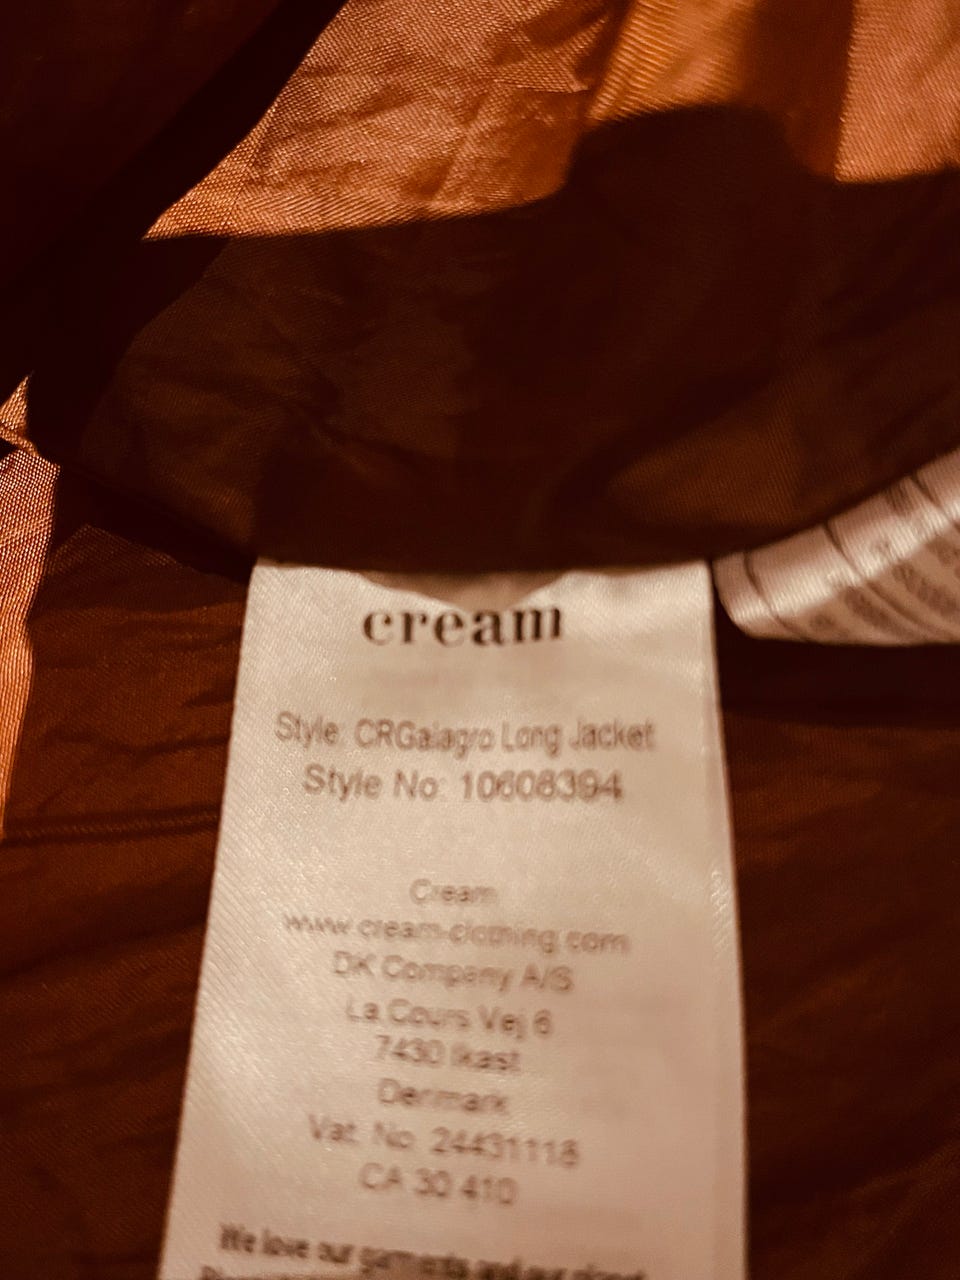 cream
Style: CRGalagro Long Jacket
Style No: 10608394
Cream
www.cream-clothing.com
DK Company A/S
La Cours Vej 6
7430 Ikast
Denmark
Vat. No. 24431118
CA 30 410
We love our garments and our planet